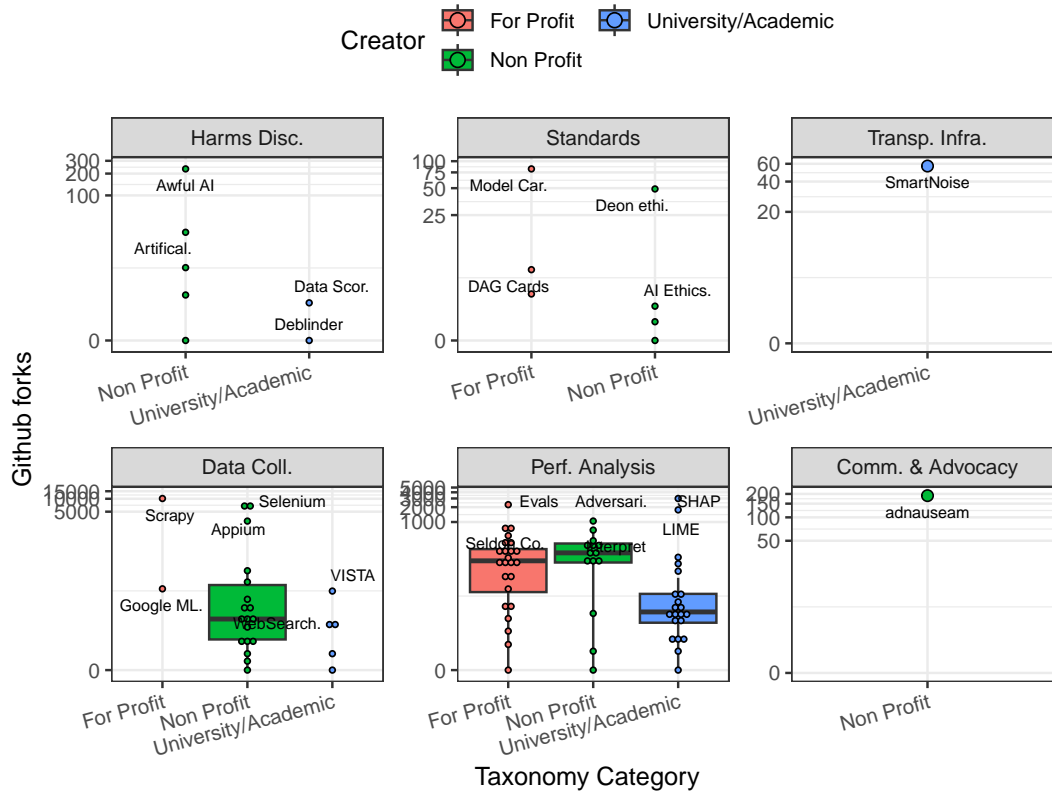 Creator
For Profit
University/Academic
Non Profit
Github forks
Harms Disc.
300
200
100
0
Awful AI
Artifical.
Data Scor.
Deblinder
Non Profit
University/Academic
Standards
100
75
50
25
0
Model Car.
Deon ethi.
DAG Cards
AI Ethics.
For Profit
Non Profit
Transp. Infra.
60
40
20
0
SmartNoise
University/Academic
Data Coll.
15000
10000
5000
0
Scrapy
Selenium
Appium
VISTA
Google ML.
WebSearch.
For Profit
Non Profit
University/Academic
Perf. Analysis
5000
4000
3000
2000
1000
0
Evals
Adversari.
SHAP
LIME
Seldon Co.
Interpret
For Profit
Non Profit
University/Academic
Comm. & Advocacy
200
150
100
50
0
adnauseam
Non Profit
Taxonomy Category